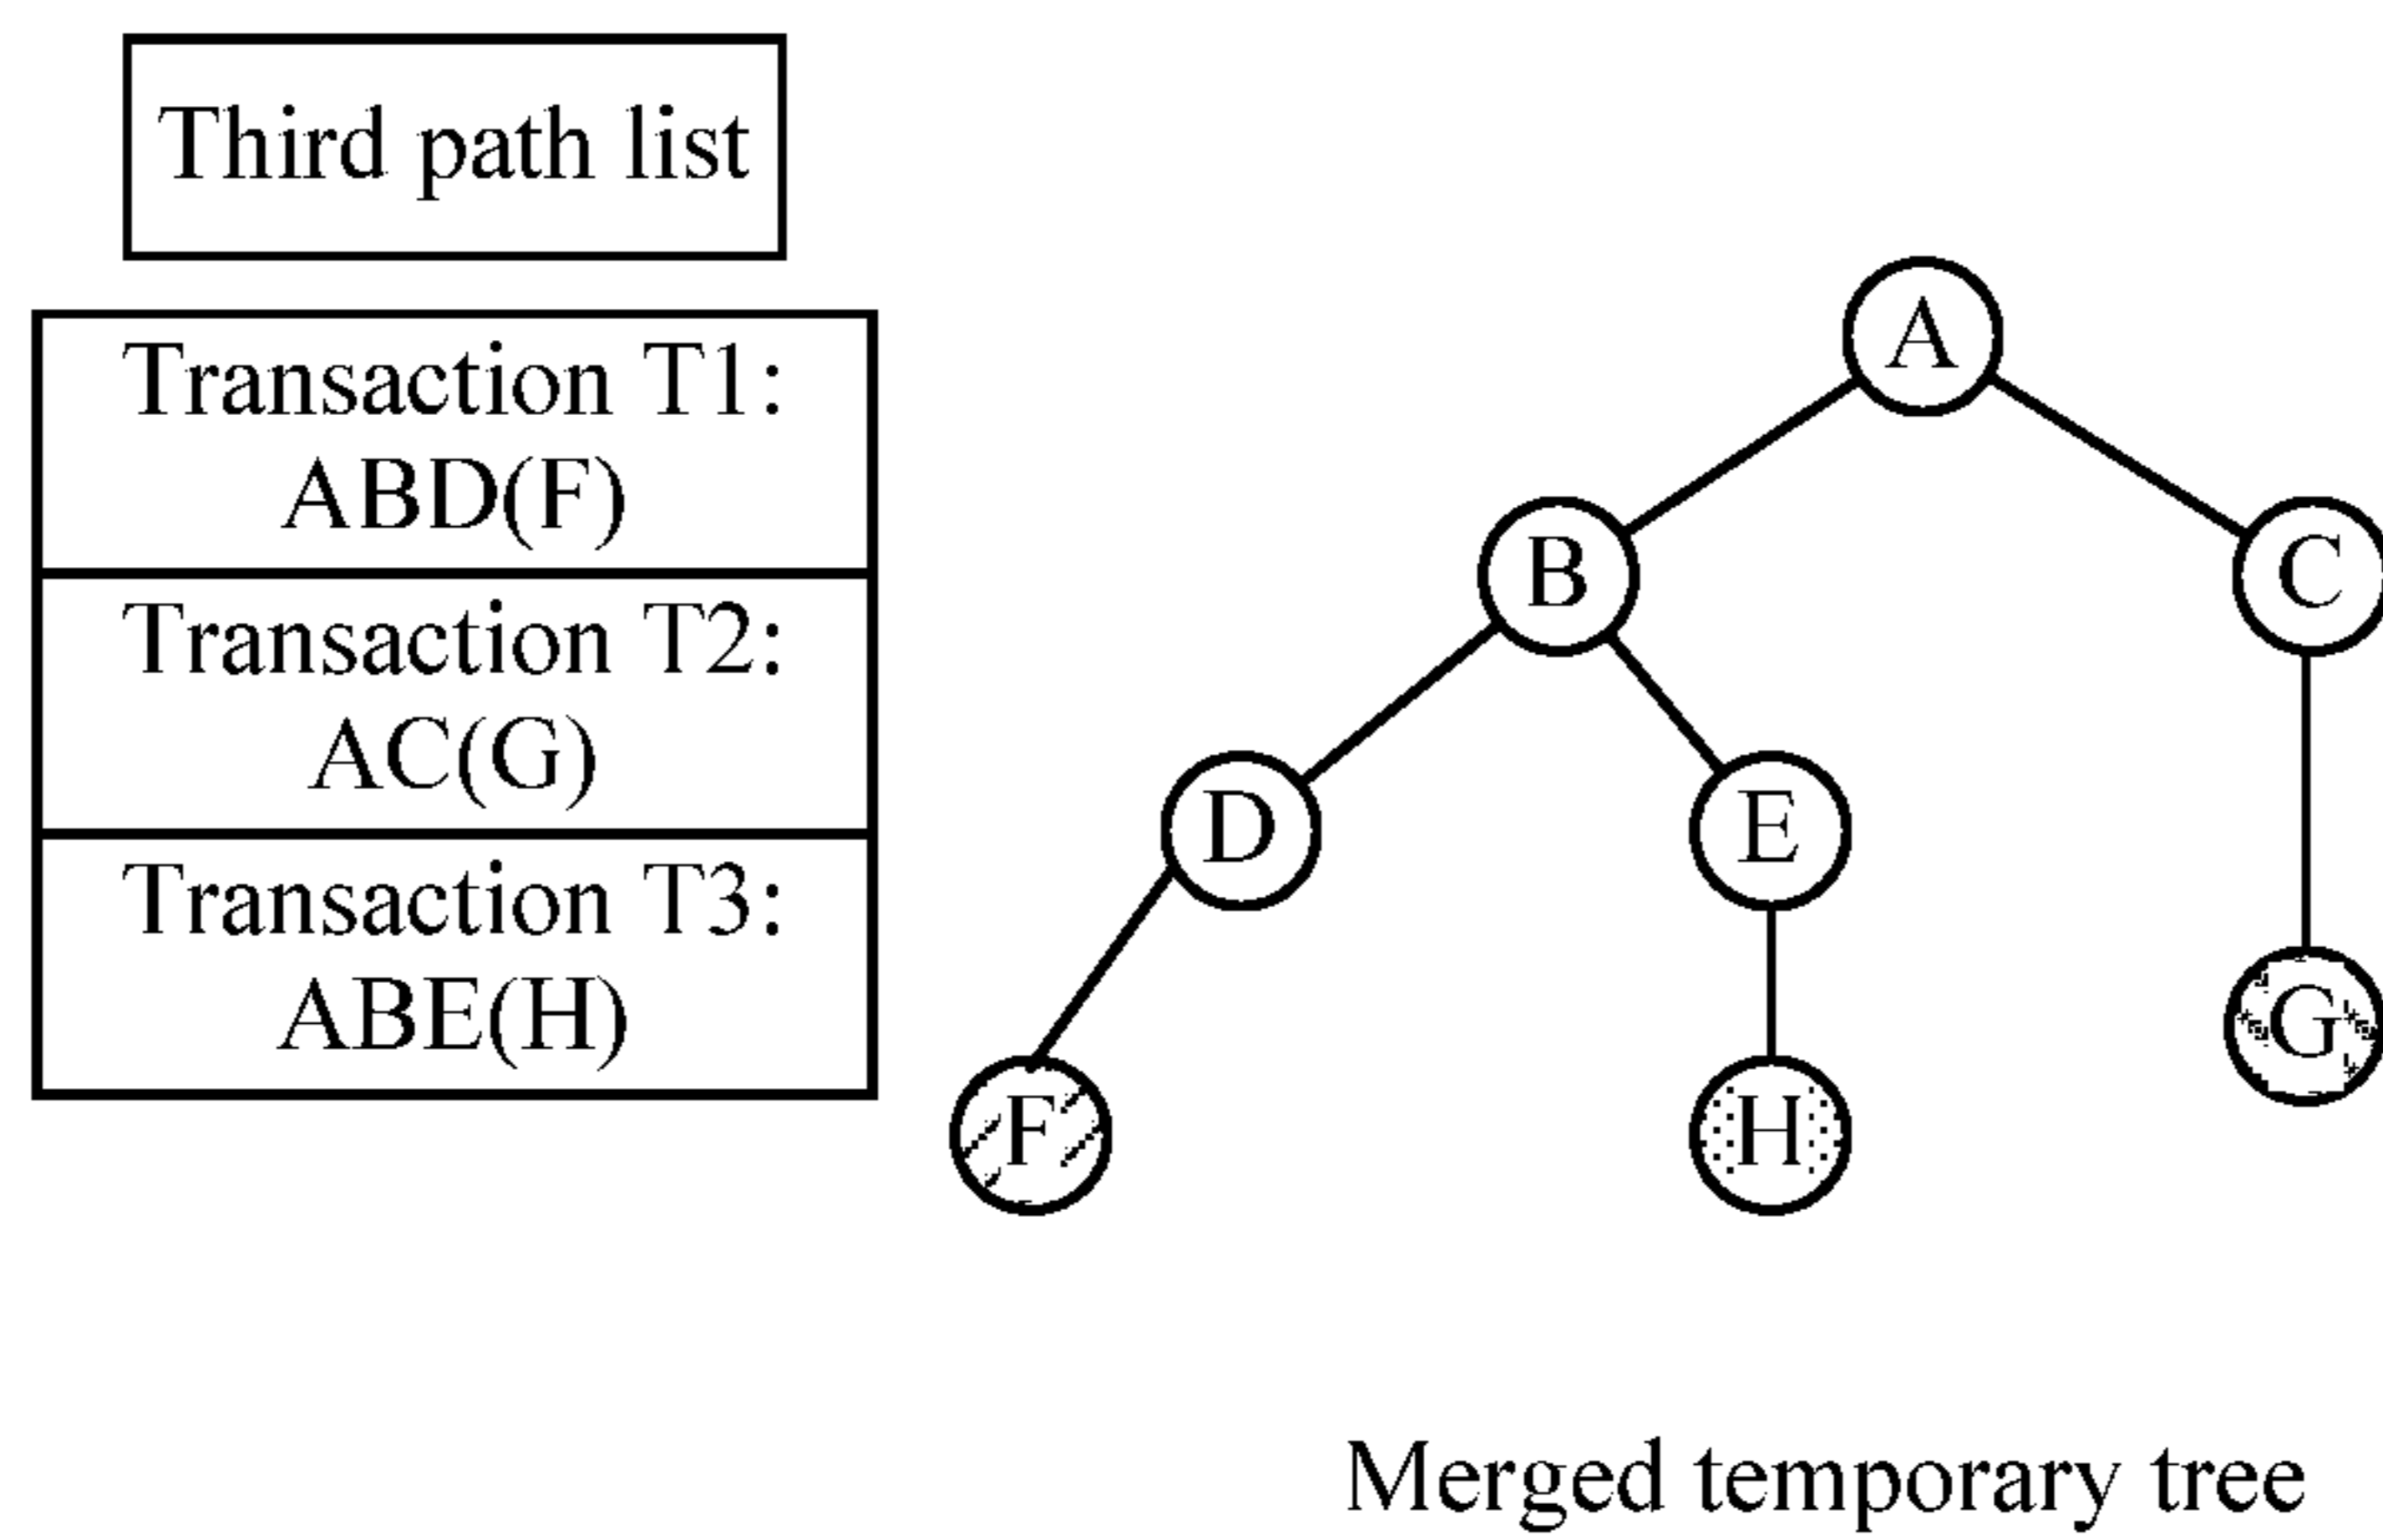 Third path list
Transaction T1:
ABD(F)
Transaction T2:
AC(G)
Transaction T3:
ABE(H)
A
B
C
D
E
F
H
G
Merged temporary tree